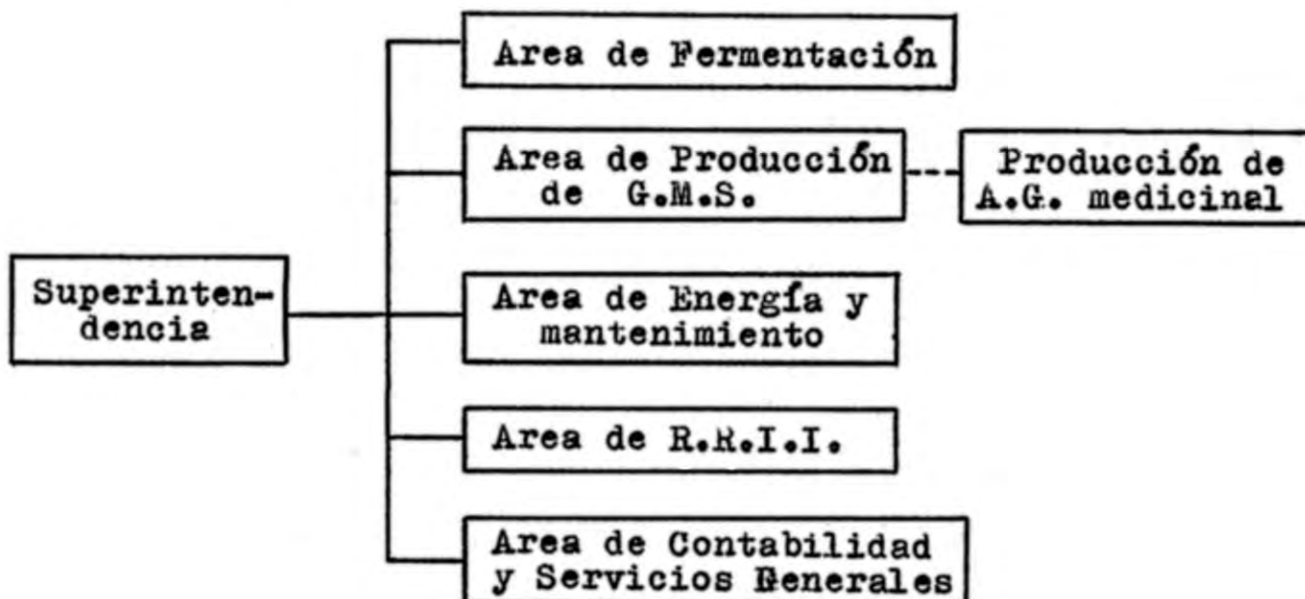 Area de Fermentación
Area de Producción
de G.M.S.
Producción de
A.G. medicinal
Superinten-
dencia
Area de Energía y
mantenimiento
Area de R.R.I.I.
Area de Contabilidad
y Servicios Generales